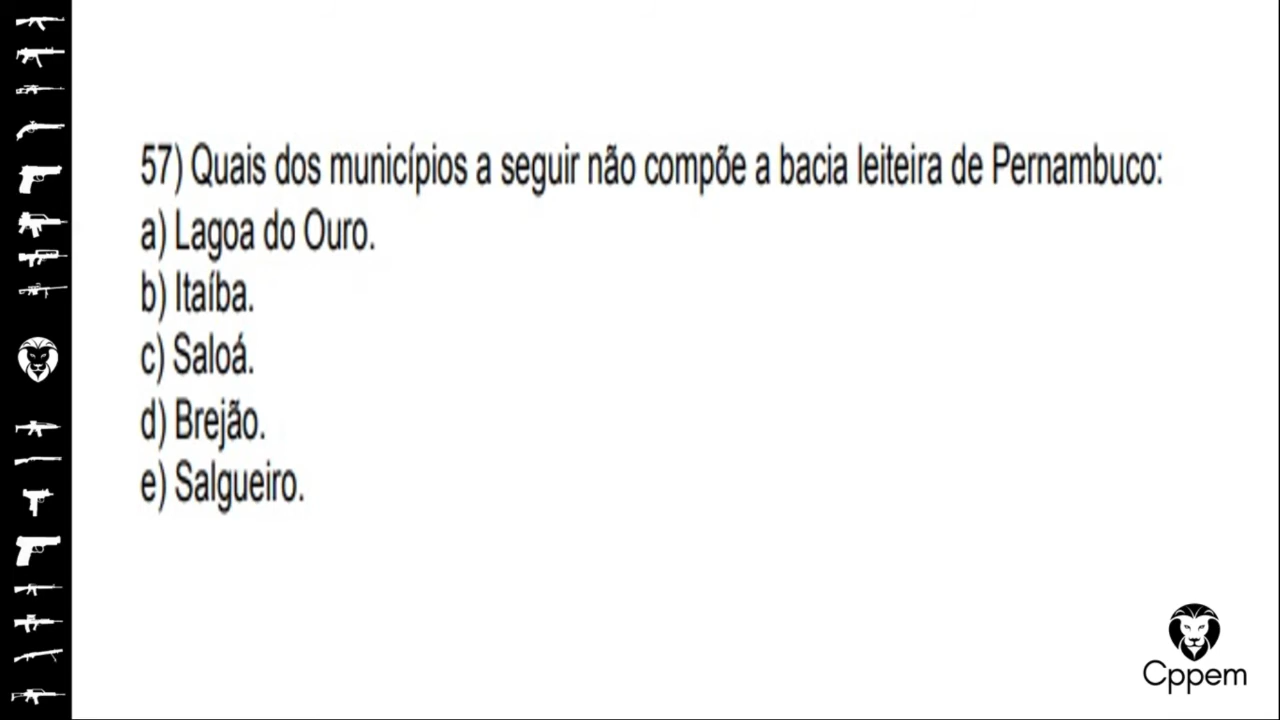 57) Quais dos municípios a seguir não compõe a bacia leiteira de Pernambuco:
a) Lagoa do Ouro.
b) Itaíba.
c) Saloá.
d) Brejão.
e) Salgueiro.
Cppem